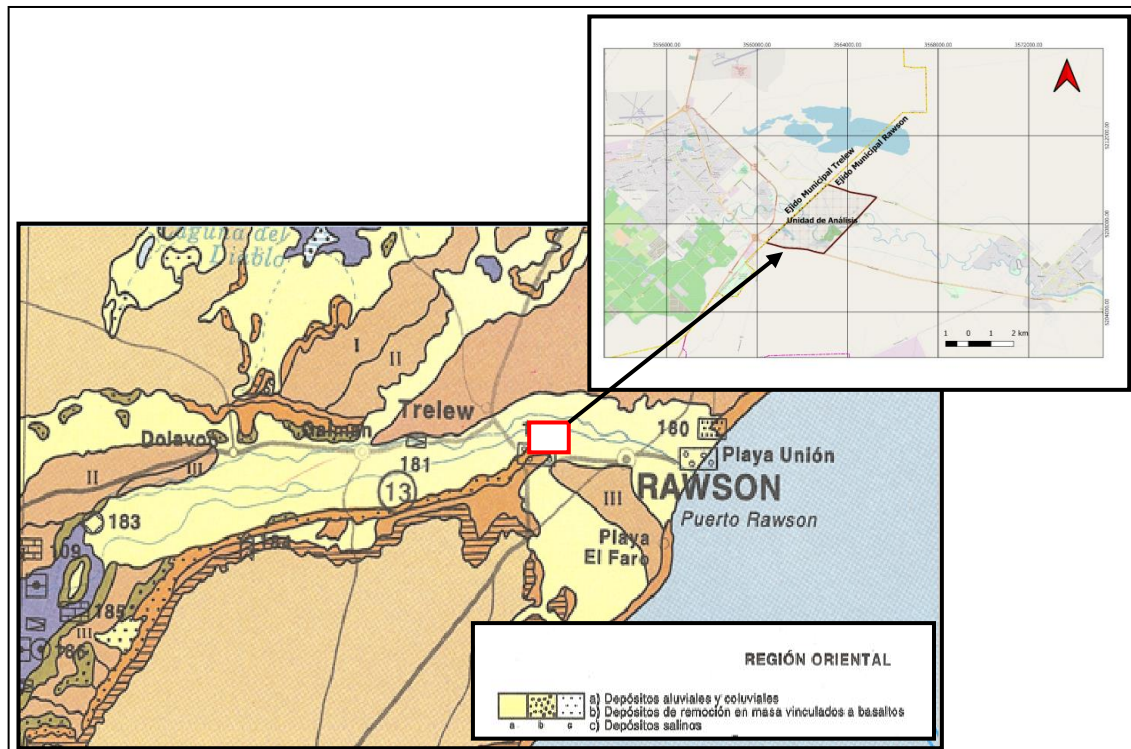 3556000.00 3560000.00 3564000.00 3568000.00 3572000.00
Ejido Municipal Trelew
Ejido Municipal Rawson
Unidad de Análisis
1 0 1 2 km
Laguna del
Diablo
I
II
Trelew
Dolavon
Gaiman
II
III
181
13
180
Playa Unión
RAWSON
Puerto Rawson
III
Playa
El Faro
183
109
184
185
III
186
REGIÓN ORIENTAL
a) Depósitos aluviales y coluviales
b) Depósitos de remoción en masa vinculados a basaltos
c) Depósitos salinos
a b c